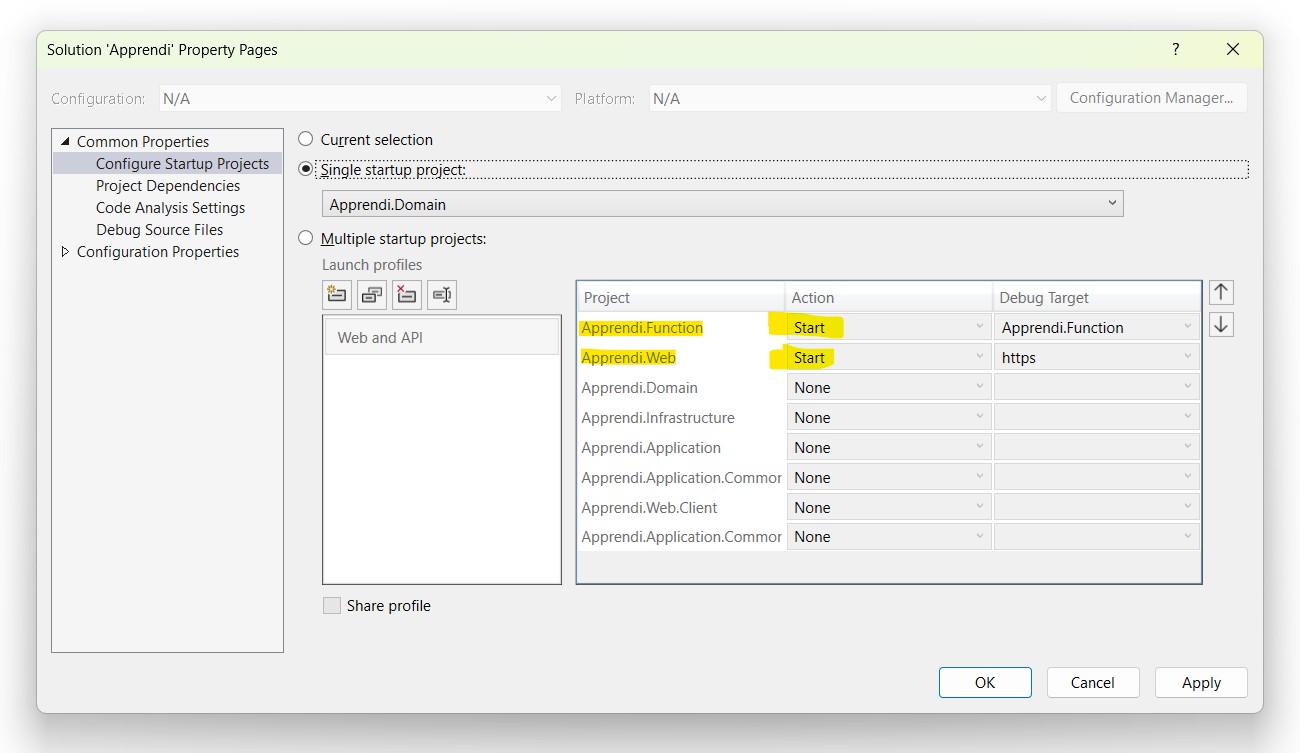 Solution 'Apprendi' Property Pages
?
Configuration: N/A Platform: N/A Configuration Manager...
Common Properties
Configure Startup Projects
Project Dependencies
Code Analysis Settings
Debug Source Files
Configuration Properties
Current selection
Single startup project:
Apprendi.Domain
Multiple startup projects:
Launch profiles
Web and API
Project Action Debug Target
Apprendi.Function Start Apprendi.Function
Apprendi.Web Start https
Apprendi.Domain None
Apprendi.Infrastructure None
Apprendi.Application None
Apprendi.Application.Commor None
Apprendi.Web.Client None
Apprendi.Application.Commor None
Share profile
OK Cancel Apply